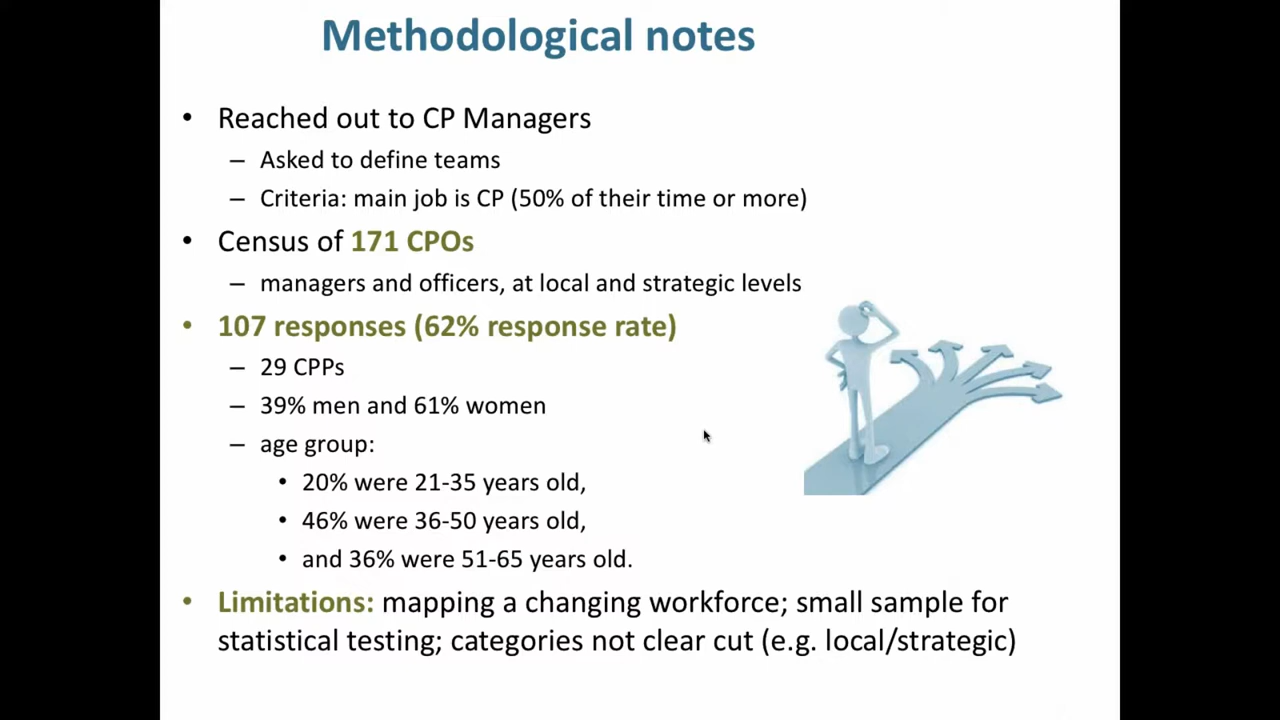 Methodological notes
• Reached out to CP Managers
– Asked to define teams
– Criteria: main job is CP (50% of their time or more)
• Census of 171 CPOs
– managers and officers, at local and strategic levels
• 107 responses (62% response rate)
– 29 CPPs
– 39% men and 61% women
– age group:
• 20% were 21-35 years old,
• 46% were 36-50 years old,
• and 36% were 51-65 years old.
• Limitations: mapping a changing workforce; small sample for
statistical testing; categories not clear cut (e.g. local/strategic)